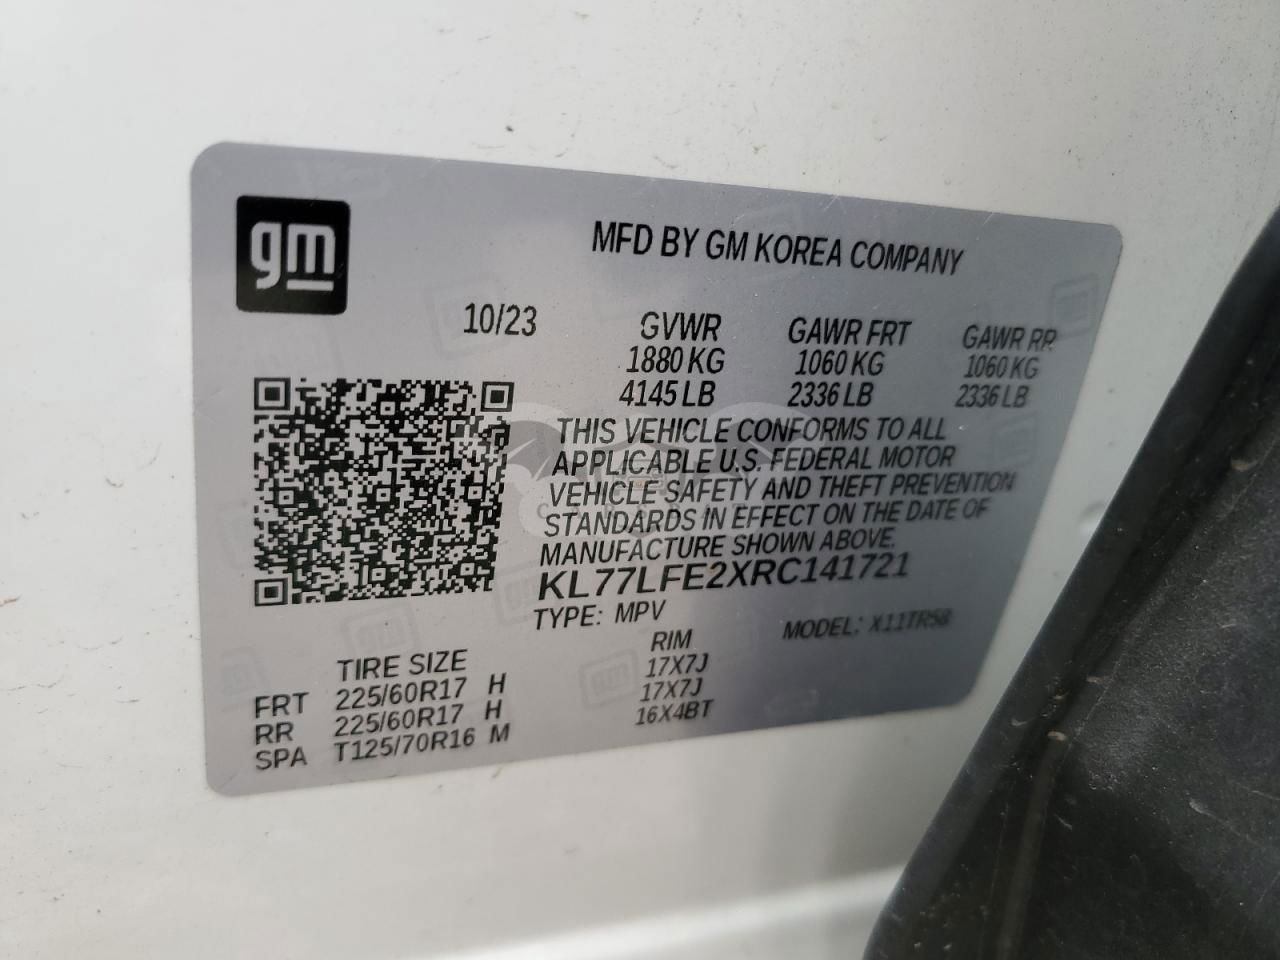 gm
MFD BY GM KOREA COMPANY
10/23 GVWR GAWR FRT GAWR RR
1880 KG 1060 KG 1060 KG
4145 LB 2336 LB 2336 LB
THIS VEHICLE CONFORMS TO ALL
APPLICABLE U.S. FEDERAL MOTOR
VEHICLE SAFETY AND THEFT PREVENTION
STANDARDS IN EFFECT ON THE DATE OF
MANUFACTURE SHOWN ABOVE.
KL77LFE2XRC141721
TYPE: MPV MODEL: X11TR58
TIRE SIZE RIM
FRT 225/60R17 H 17X7J
RR 225/60R17 H 17X7J
SPA T125/70R16 M 16X4BT